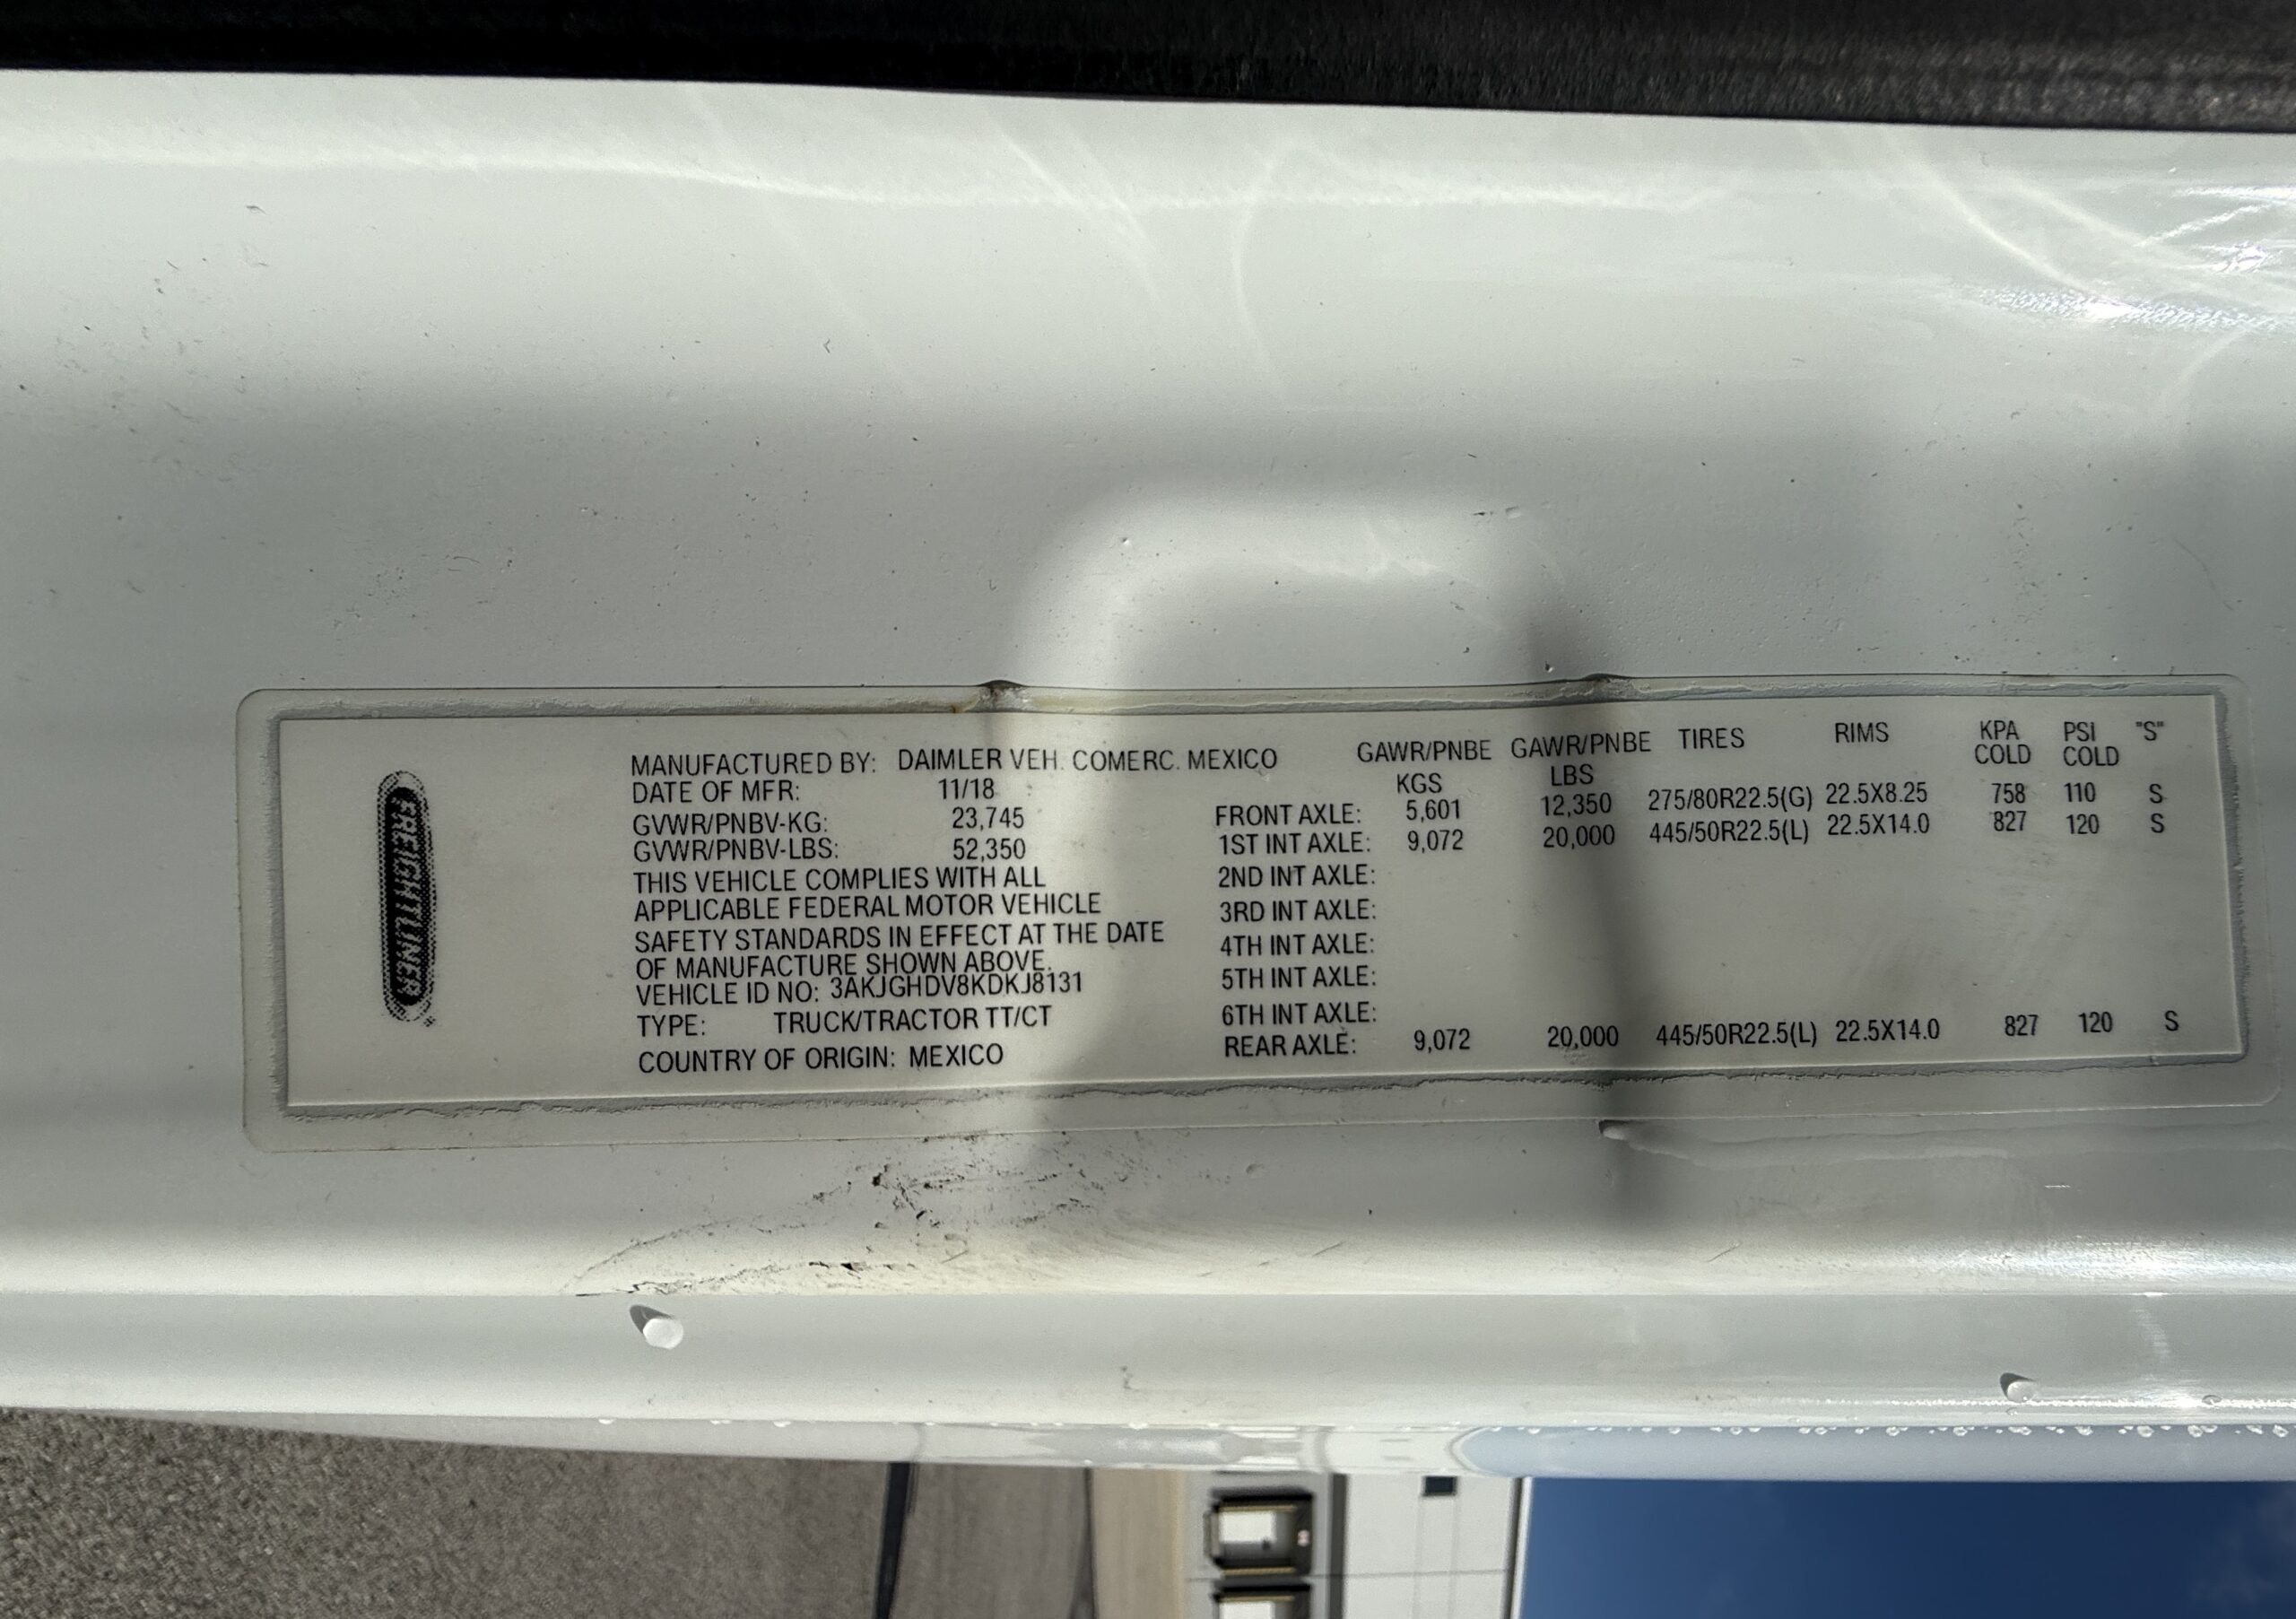 FREIGHTLINER
MANUFACTURED BY: DAIMLER VEH. COMERC. MEXICO
DATE OF MFR: 11/18
GVWR/PNBV-KG: 23,745
GVWR/PNBV-LBS: 52,350
THIS VEHICLE COMPLIES WITH ALL
APPLICABLE FEDERAL MOTOR VEHICLE
SAFETY STANDARDS IN EFFECT AT THE DATE
OF MANUFACTURE SHOWN ABOVE.
VEHICLE ID NO: 3AKJGHDV8KDKJ8131
TYPE: TRUCK/TRACTOR TT/CT
COUNTRY OF ORIGIN: MEXICO
GAWR/PNBE GAWR/PNBE TIRES RIMS KPA PSI "S"
KGS LBS COLD COLD
FRONT AXLE: 5,601 12,350 275/80R22.5(G) 22.5X8.25 758 110 S
1ST INT AXLE: 9,072 20,000 445/50R22.5(L) 22.5X14.0 827 120 S
2ND INT AXLE:
3RD INT AXLE:
4TH INT AXLE:
5TH INT AXLE:
6TH INT AXLE:
REAR AXLE: 9,072 20,000 445/50R22.5(L) 22.5X14.0 827 120 S